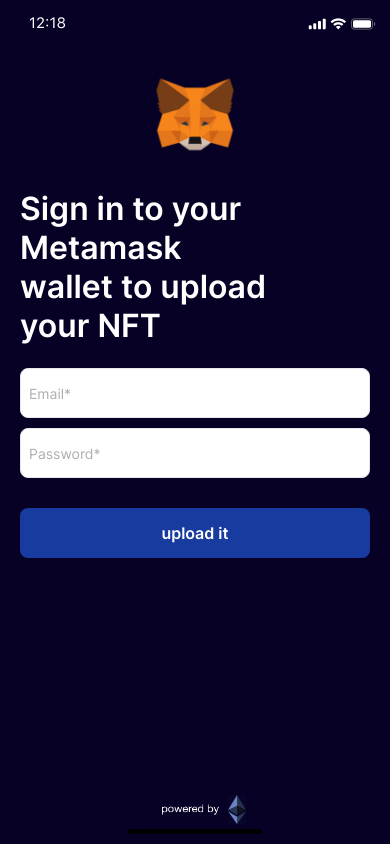 12:18
Sign in to your
Metamask
wallet to upload
your NFT
Email*
Password*
upload it
powered by